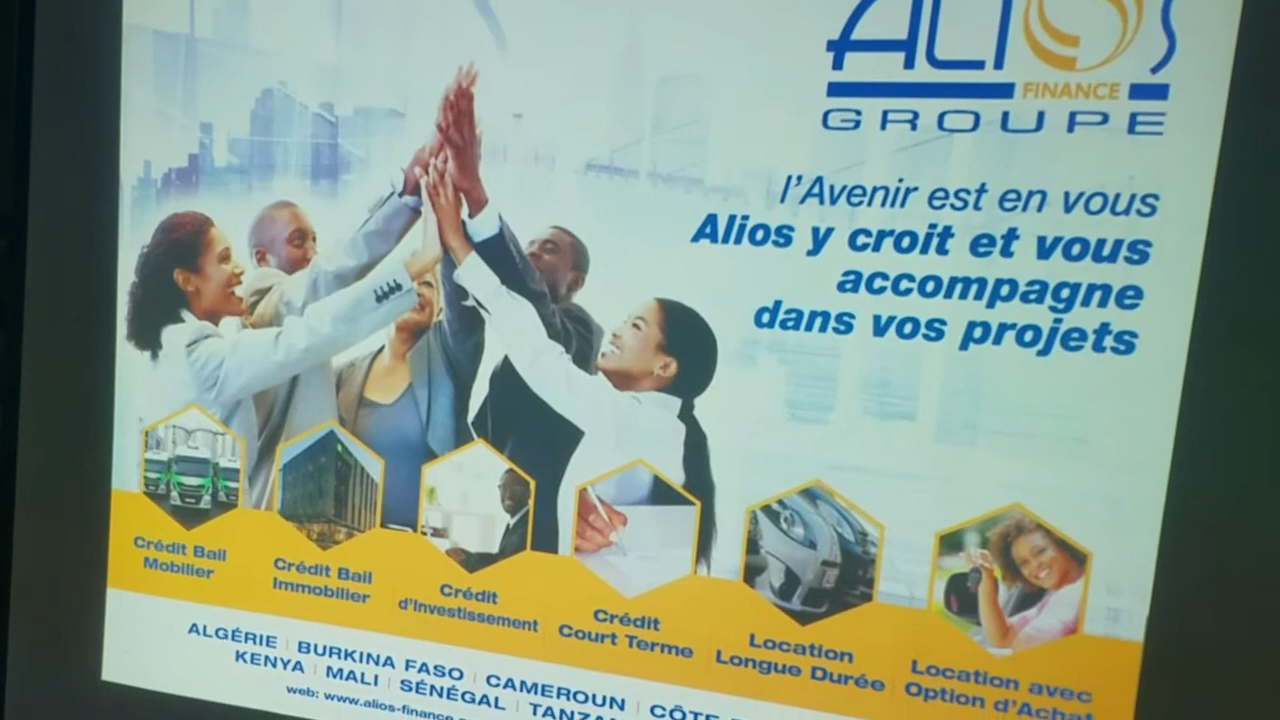 ALIOS
FINANCE
GROUPE
l'Avenir est en vous
Alios y croit et vous
accompagne
dans vos projets
Crédit Bail
Mobilier
Crédit Bail
Immobilier
Crédit
d'Investissement
Crédit
Court Terme
Location
Longue Durée
Location avec
Option d'Achat
ALGÉRIE | BURKINA FASO | CAMEROUN | CÔTE
KENYA | MALI | SÉNÉGAL | TANZAN
web: www.alios-finance.